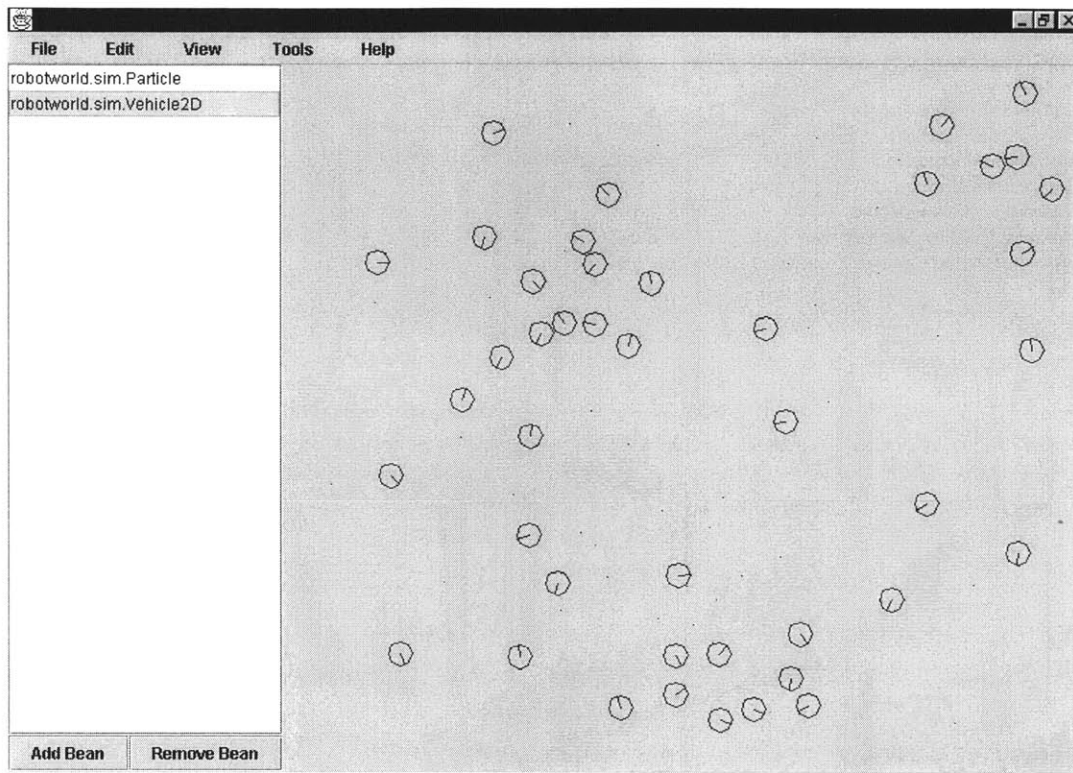 File Edit View Tools Help
robotworld.sim.Particle
robotworld.sim.Vehicle2D
Add Bean Remove Bean